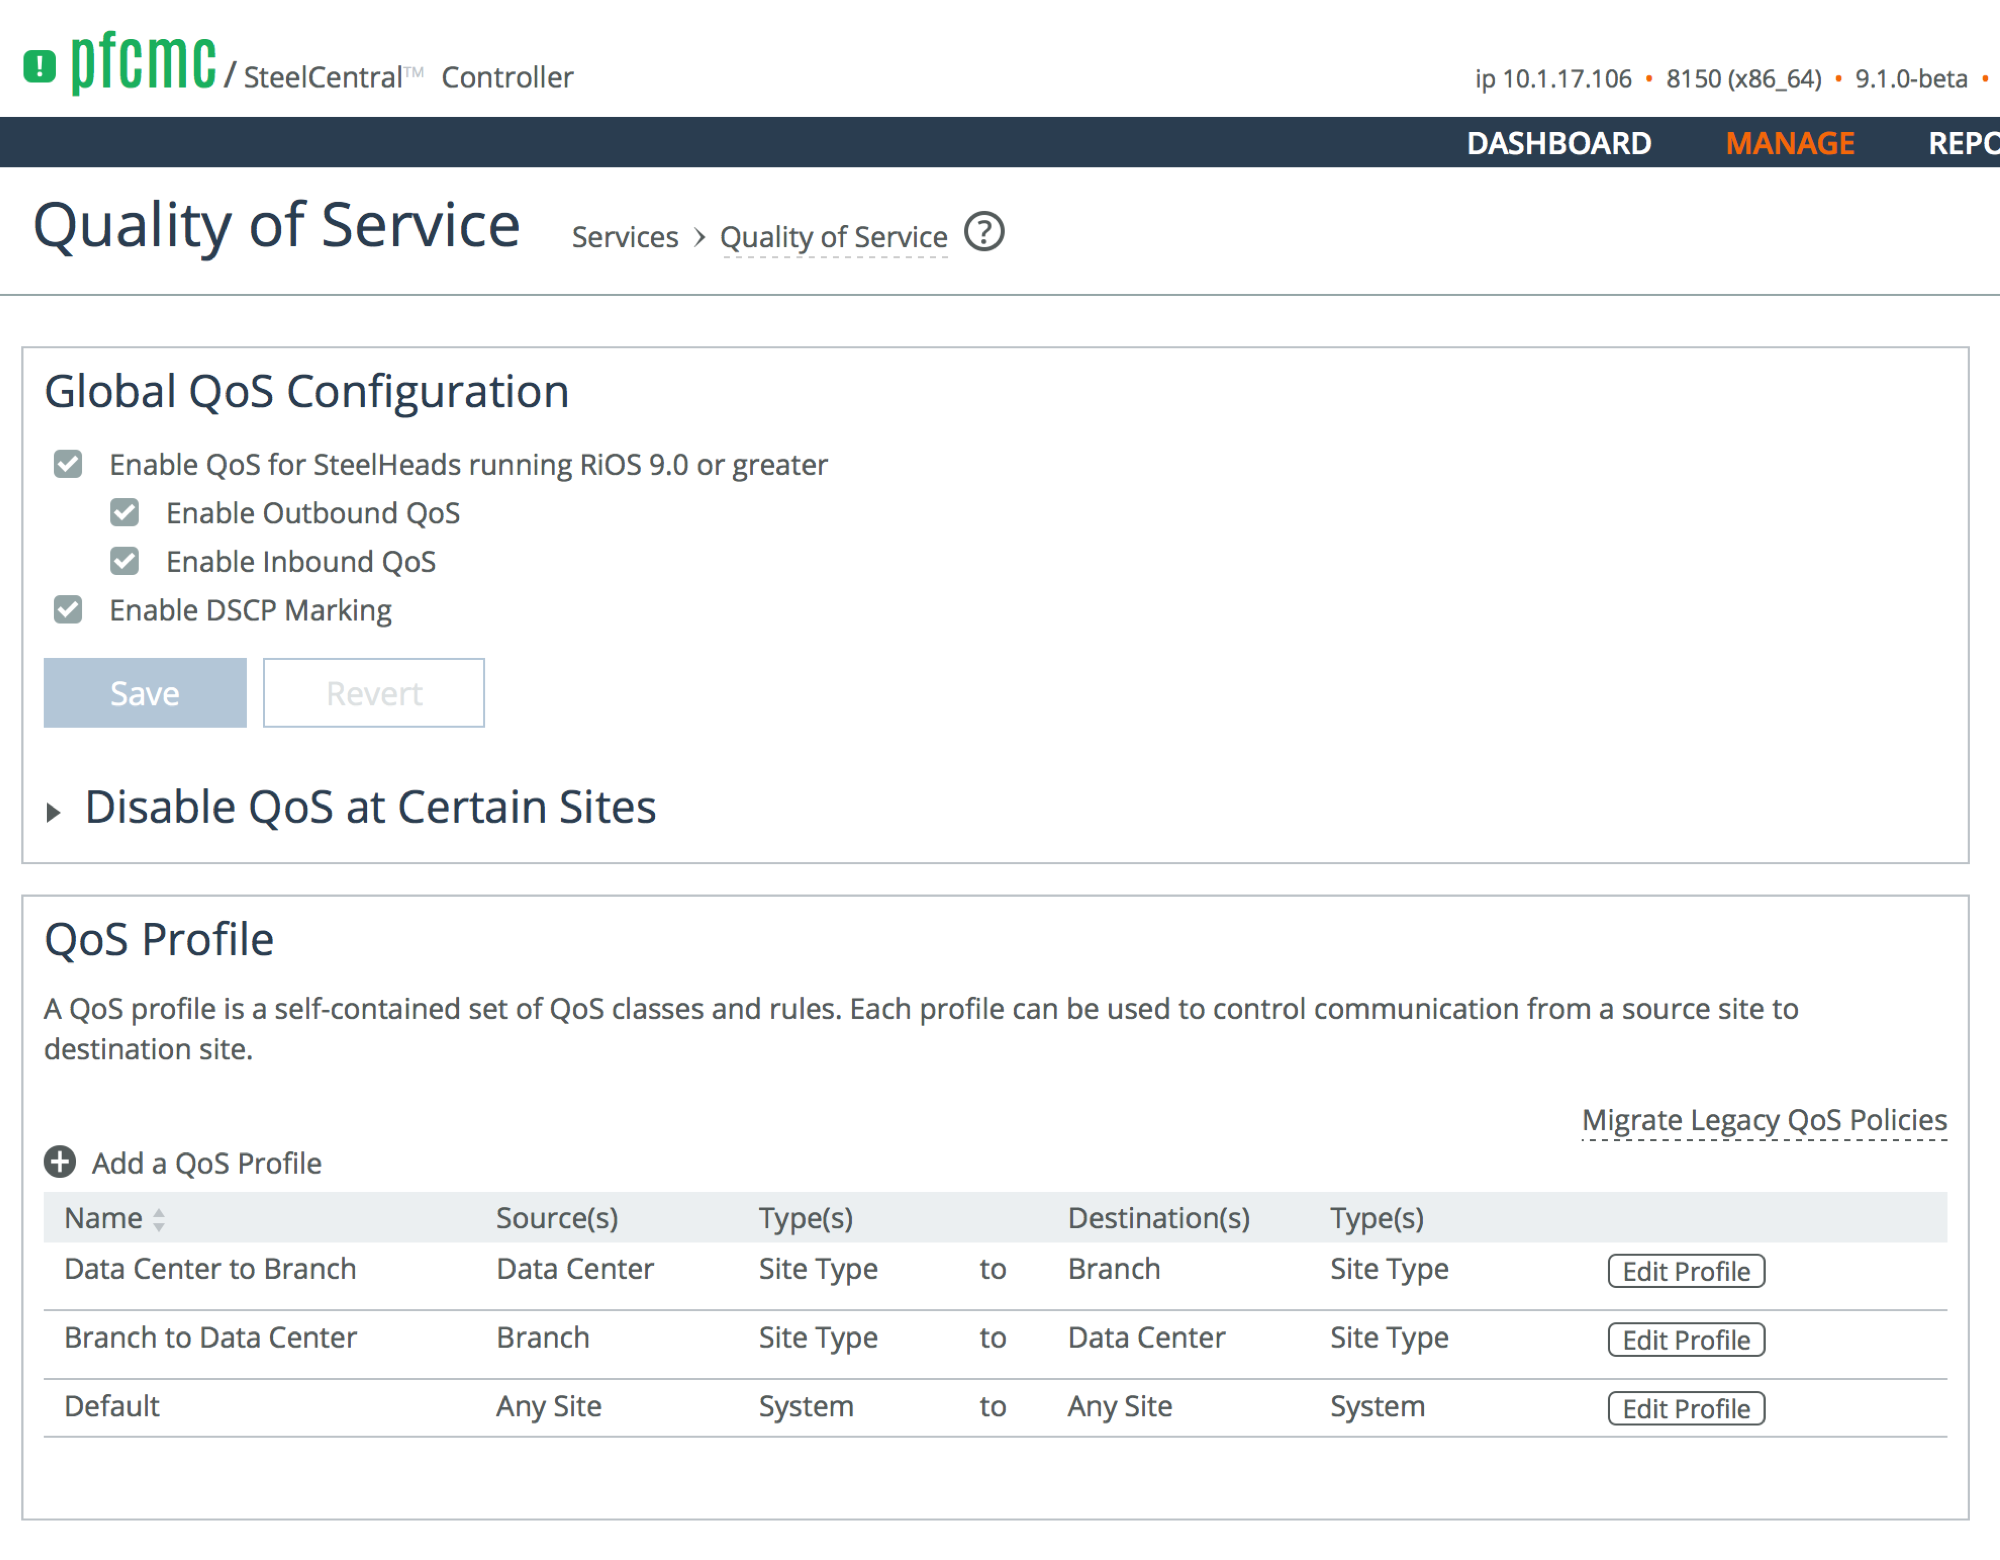 ! pfcmc / SteelCentral™ Controller
ip 10.1.17.106 • 8150 (x86_64) • 9.1.0-beta •
DASHBOARD MANAGE REPO
Quality of Service Services > Quality of Service ?
Global QoS Configuration
Enable QoS for SteelHeads running RiOS 9.0 or greater
Enable Outbound QoS
Enable Inbound QoS
Enable DSCP Marking
Save Revert
Disable QoS at Certain Sites
QoS Profile
A QoS profile is a self-contained set of QoS classes and rules. Each profile can be used to control communication from a source site to
destination site.
Migrate Legacy QoS Policies
Add a QoS Profile
Name Source(s) Type(s) Destination(s) Type(s)
Data Center to Branch Data Center Site Type to Branch Site Type Edit Profile
Branch to Data Center Branch Site Type to Data Center Site Type Edit Profile
Default Any Site System to Any Site System Edit Profile